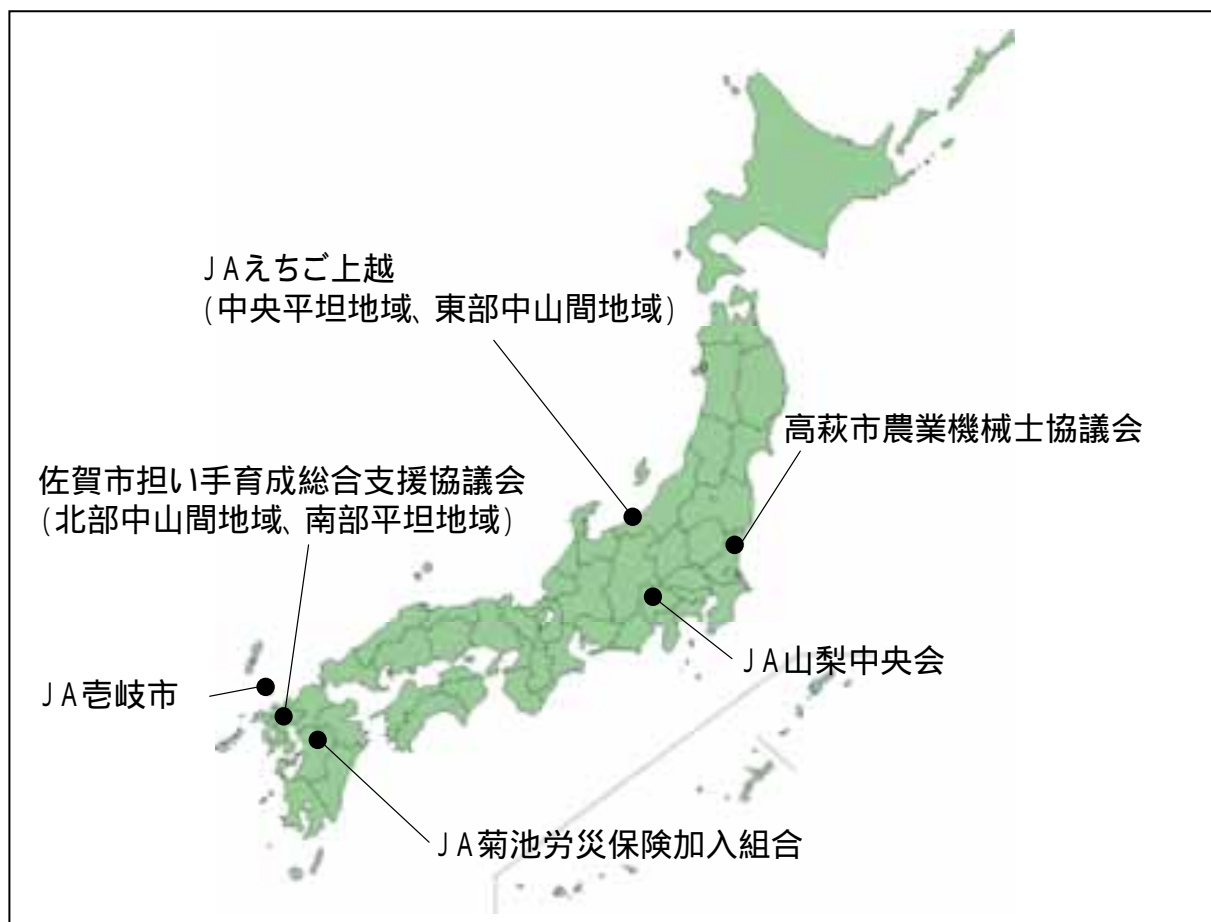 JAえちご上越
(中央平坦地域、東部中山間地域)
高萩市農業機械士協議会
佐賀市担い手育成総合支援協議会
(北部中山間地域、南部平坦地域)
JA山梨中央会
JA壱岐市
JA菊池労災保険加入組合